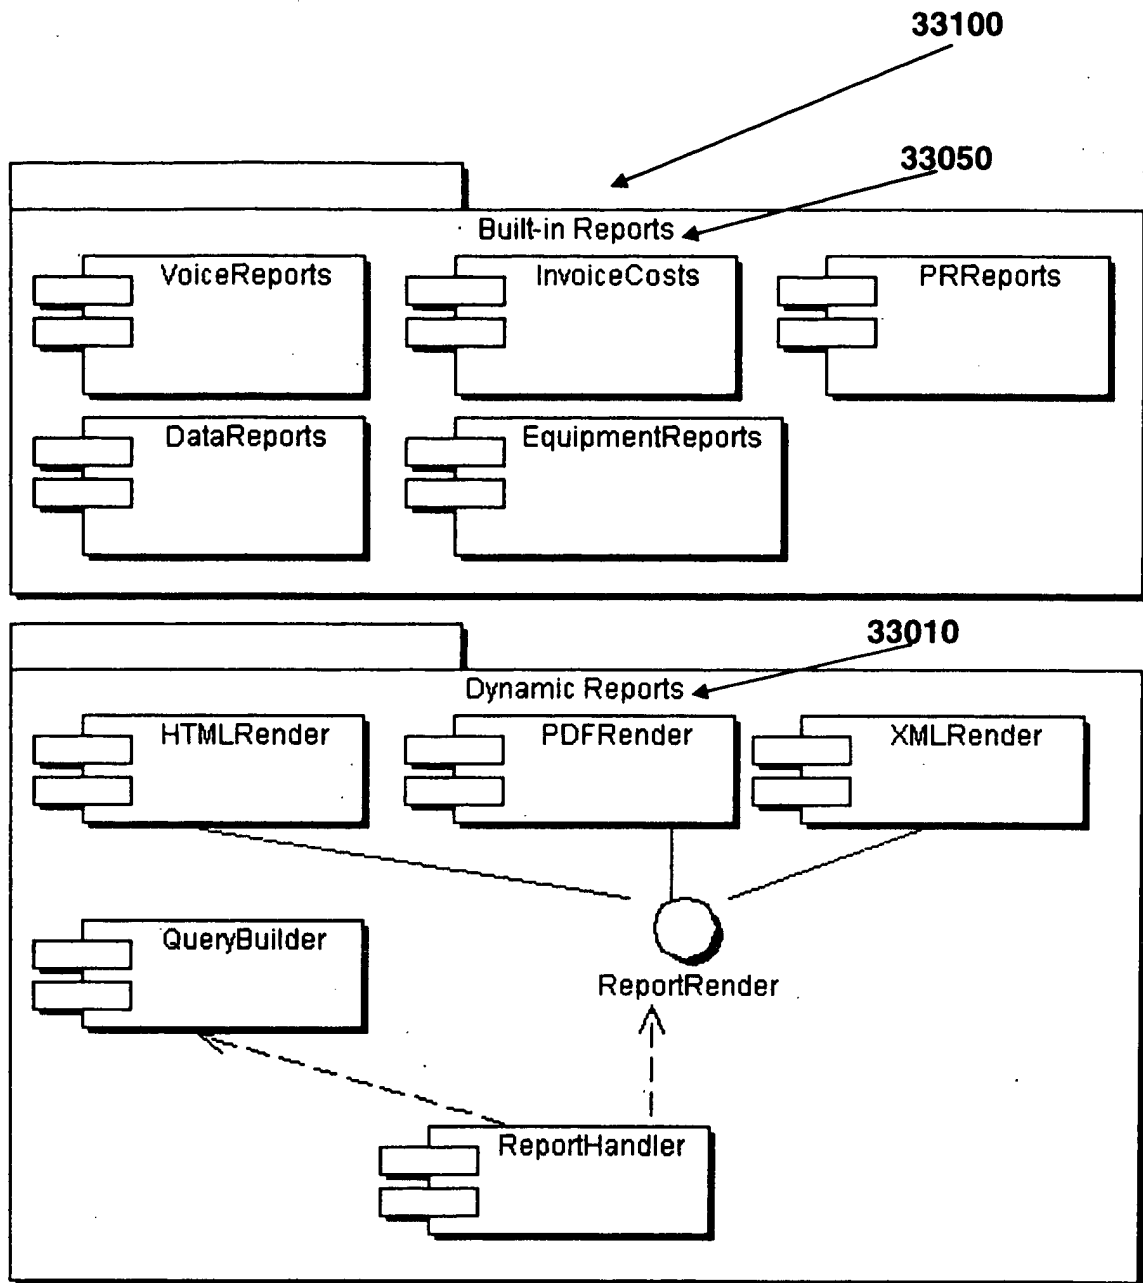 33100
33050
Built-in Reports
VoiceReports
InvoiceCosts
PRReports
DataReports
EquipmentReports
33010
Dynamic Reports
HTMLRender
PDFRender
XMLRender
QueryBuilder
ReportRender
ReportHandler